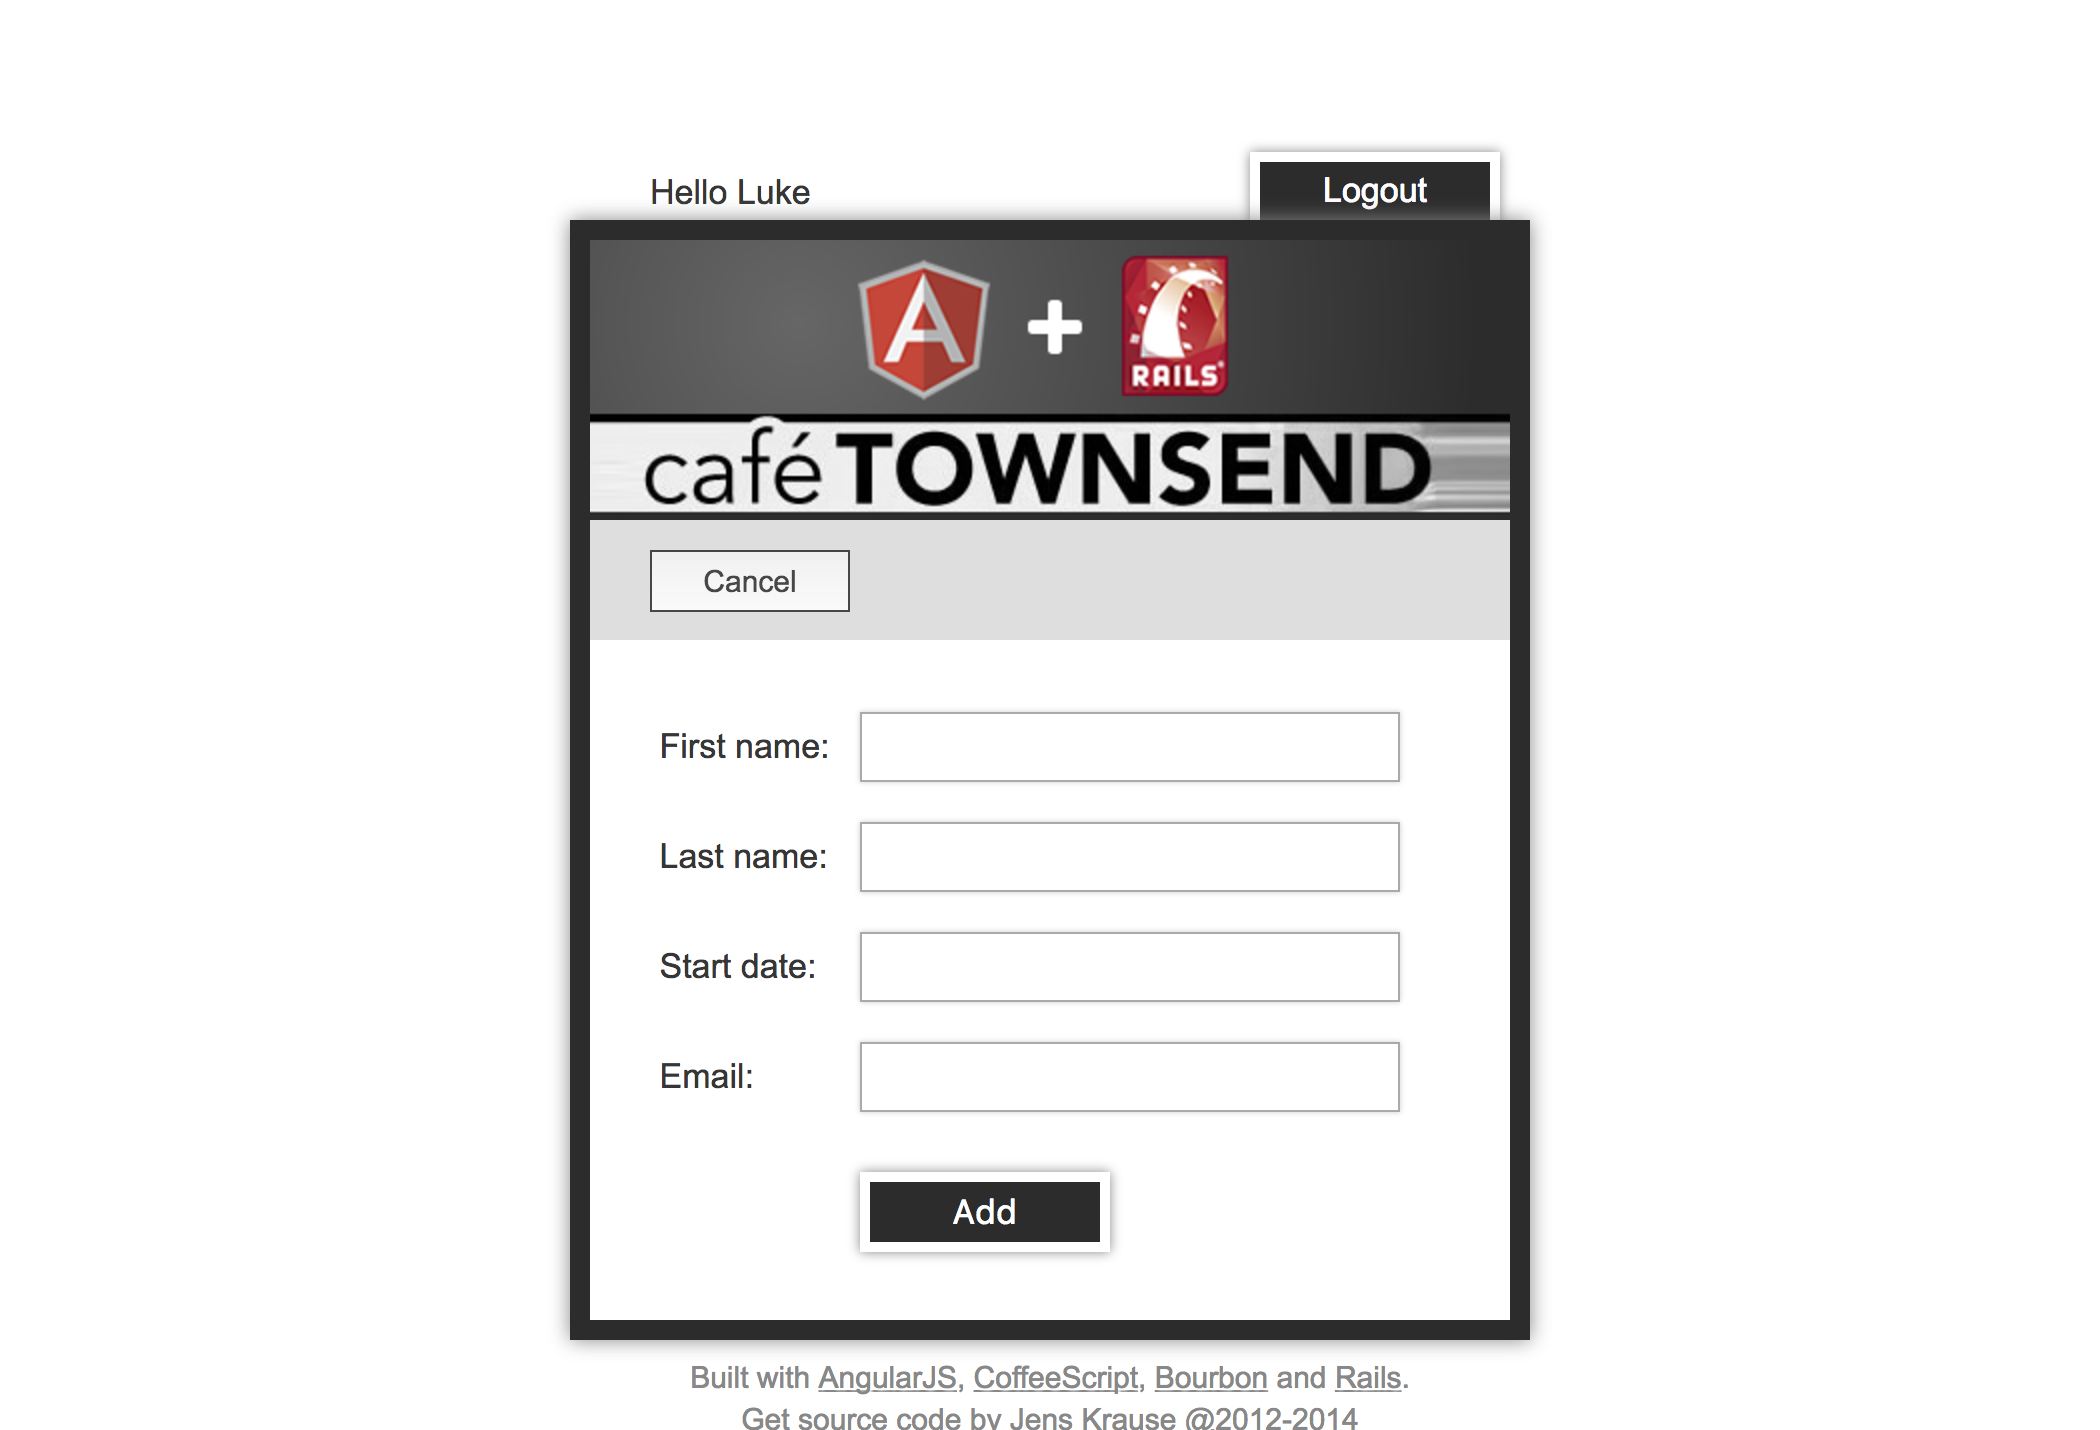 Hello Luke
Logout
A
RAILS
café TOWNSEND
Cancel
First name:
Last name:
Start date:
Email:
Add
Built with AngularJS, CoffeeScript, Bourbon and Rails.
Get source code by Jens Krause @2012-2014